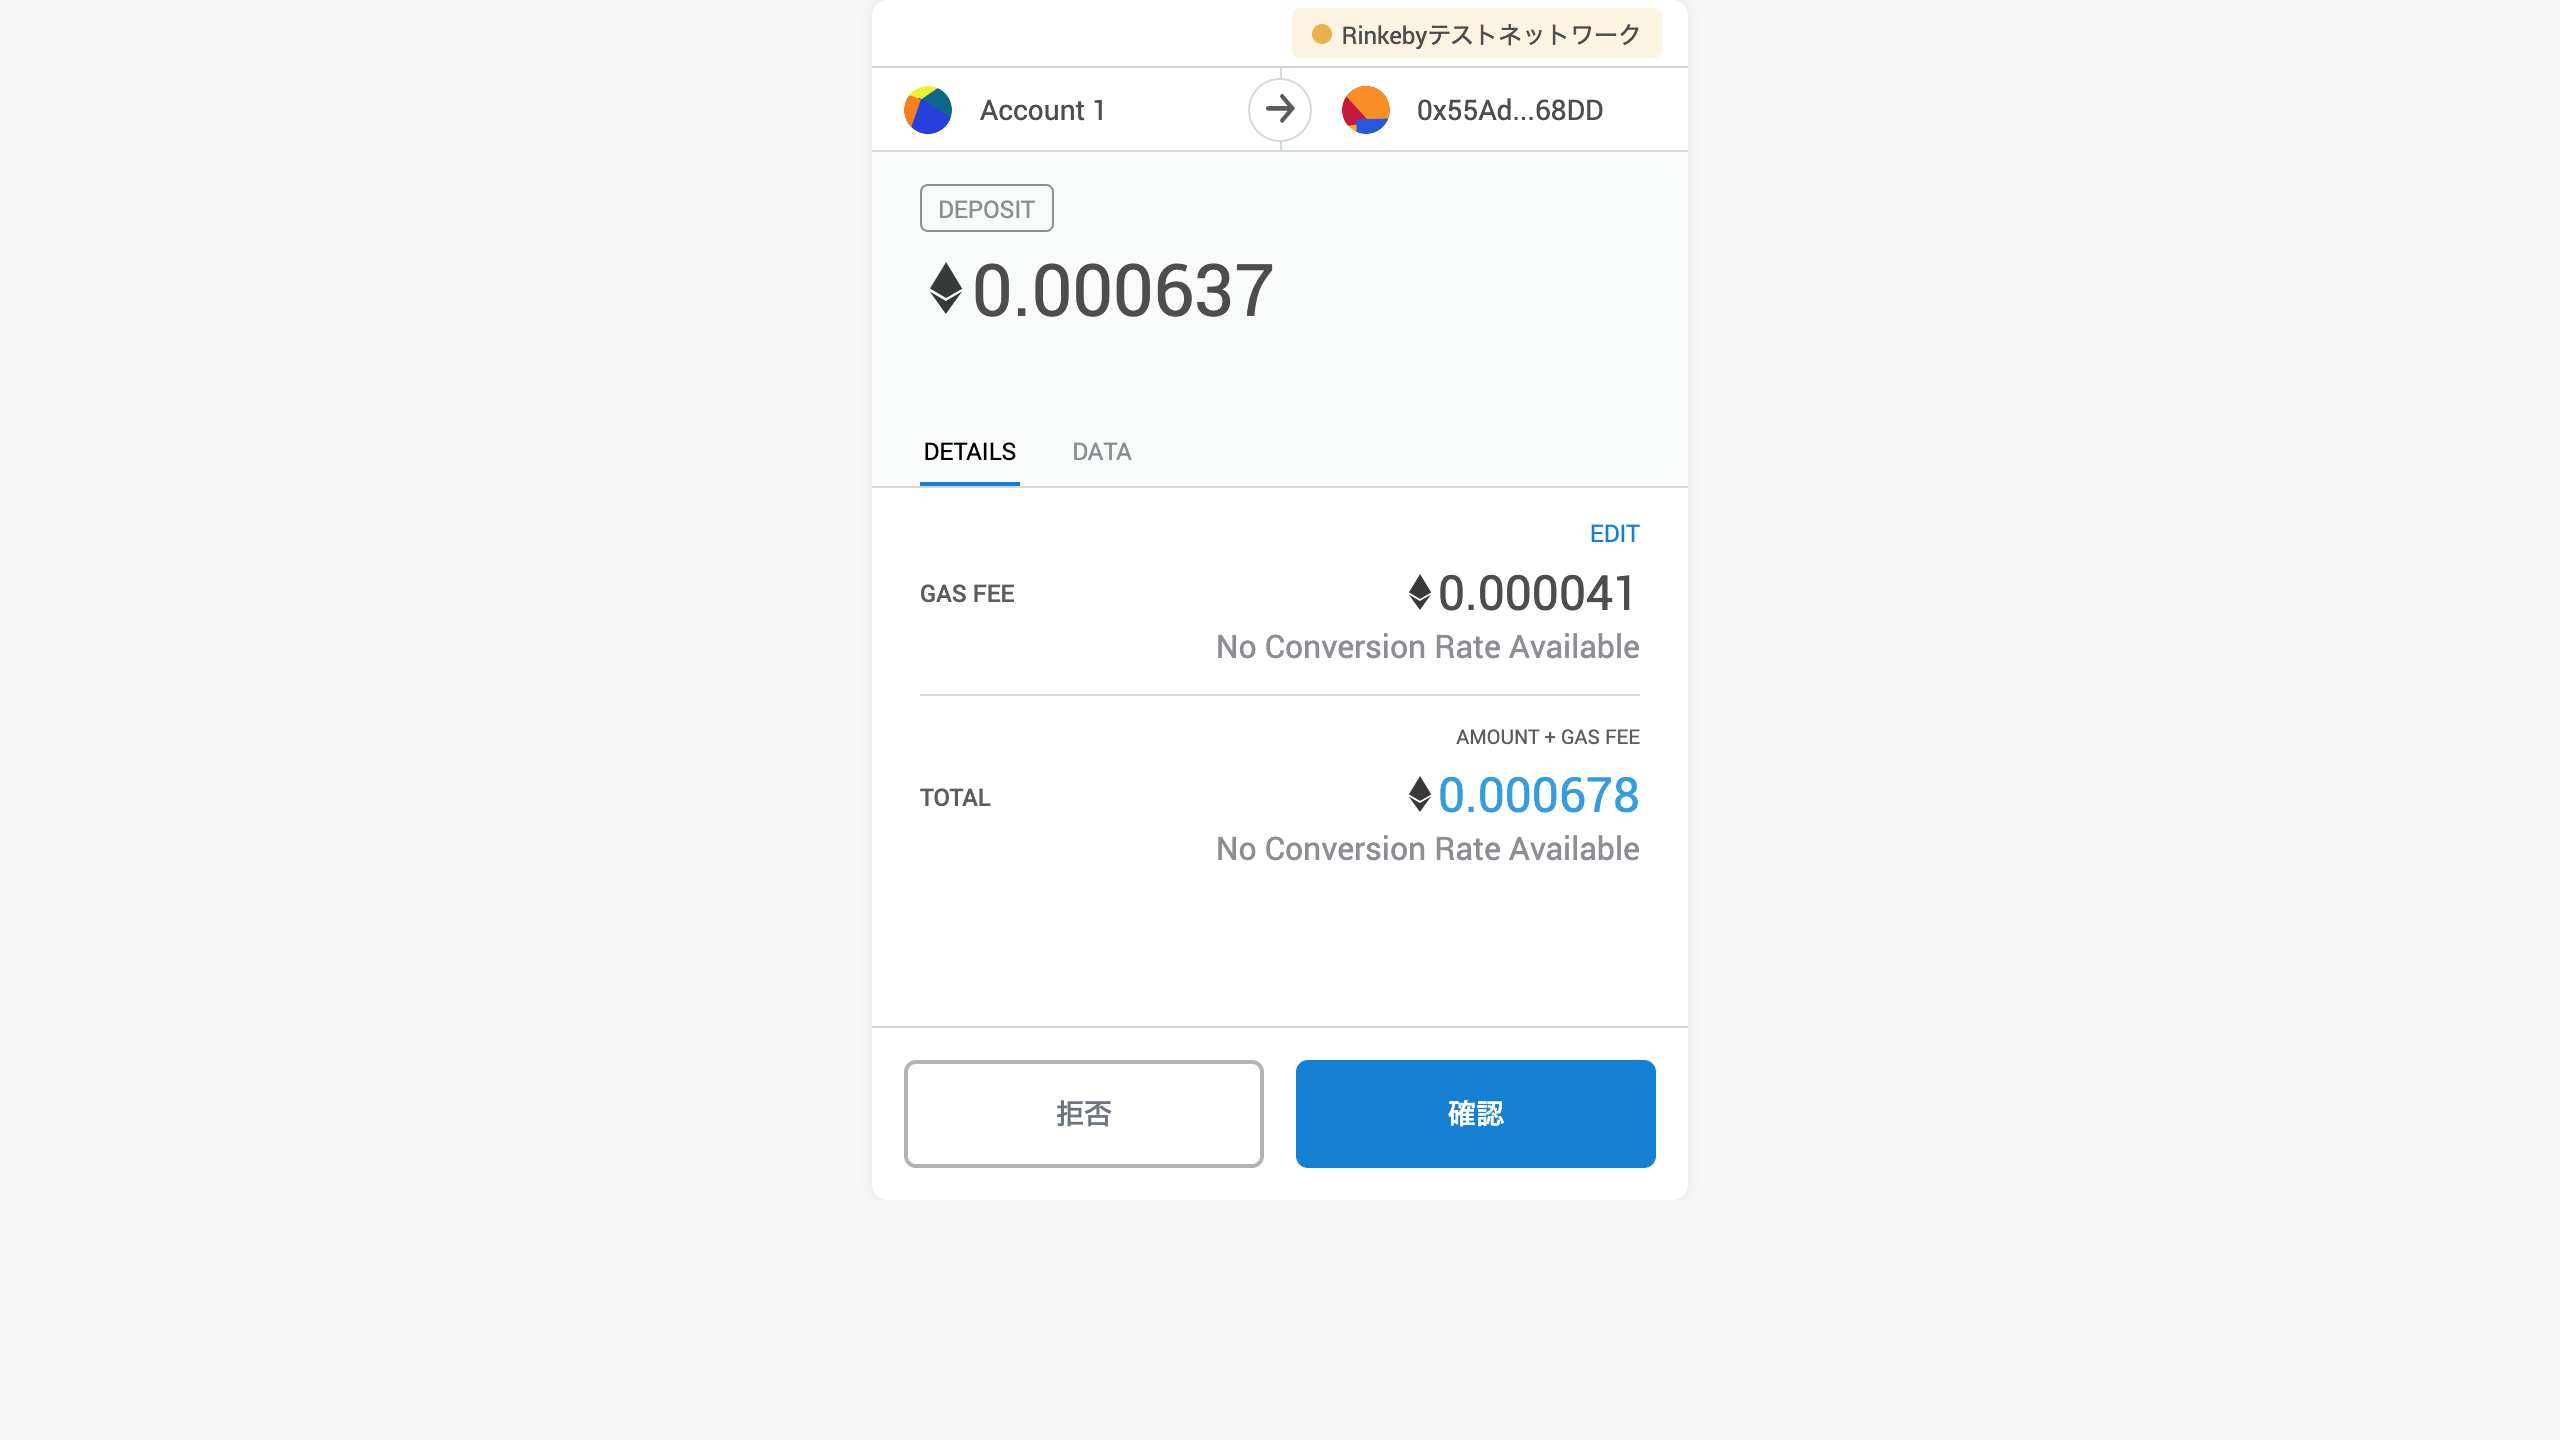 Rinkebyテストネットワーク
Account 1
0x55Ad...68DD
DEPOSIT
0.000637
DETAILS
DATA
EDIT
GAS FEE
0.000041
No Conversion Rate Available
AMOUNT + GAS FEE
TOTAL
0.000678
No Conversion Rate Available
拒否
確認